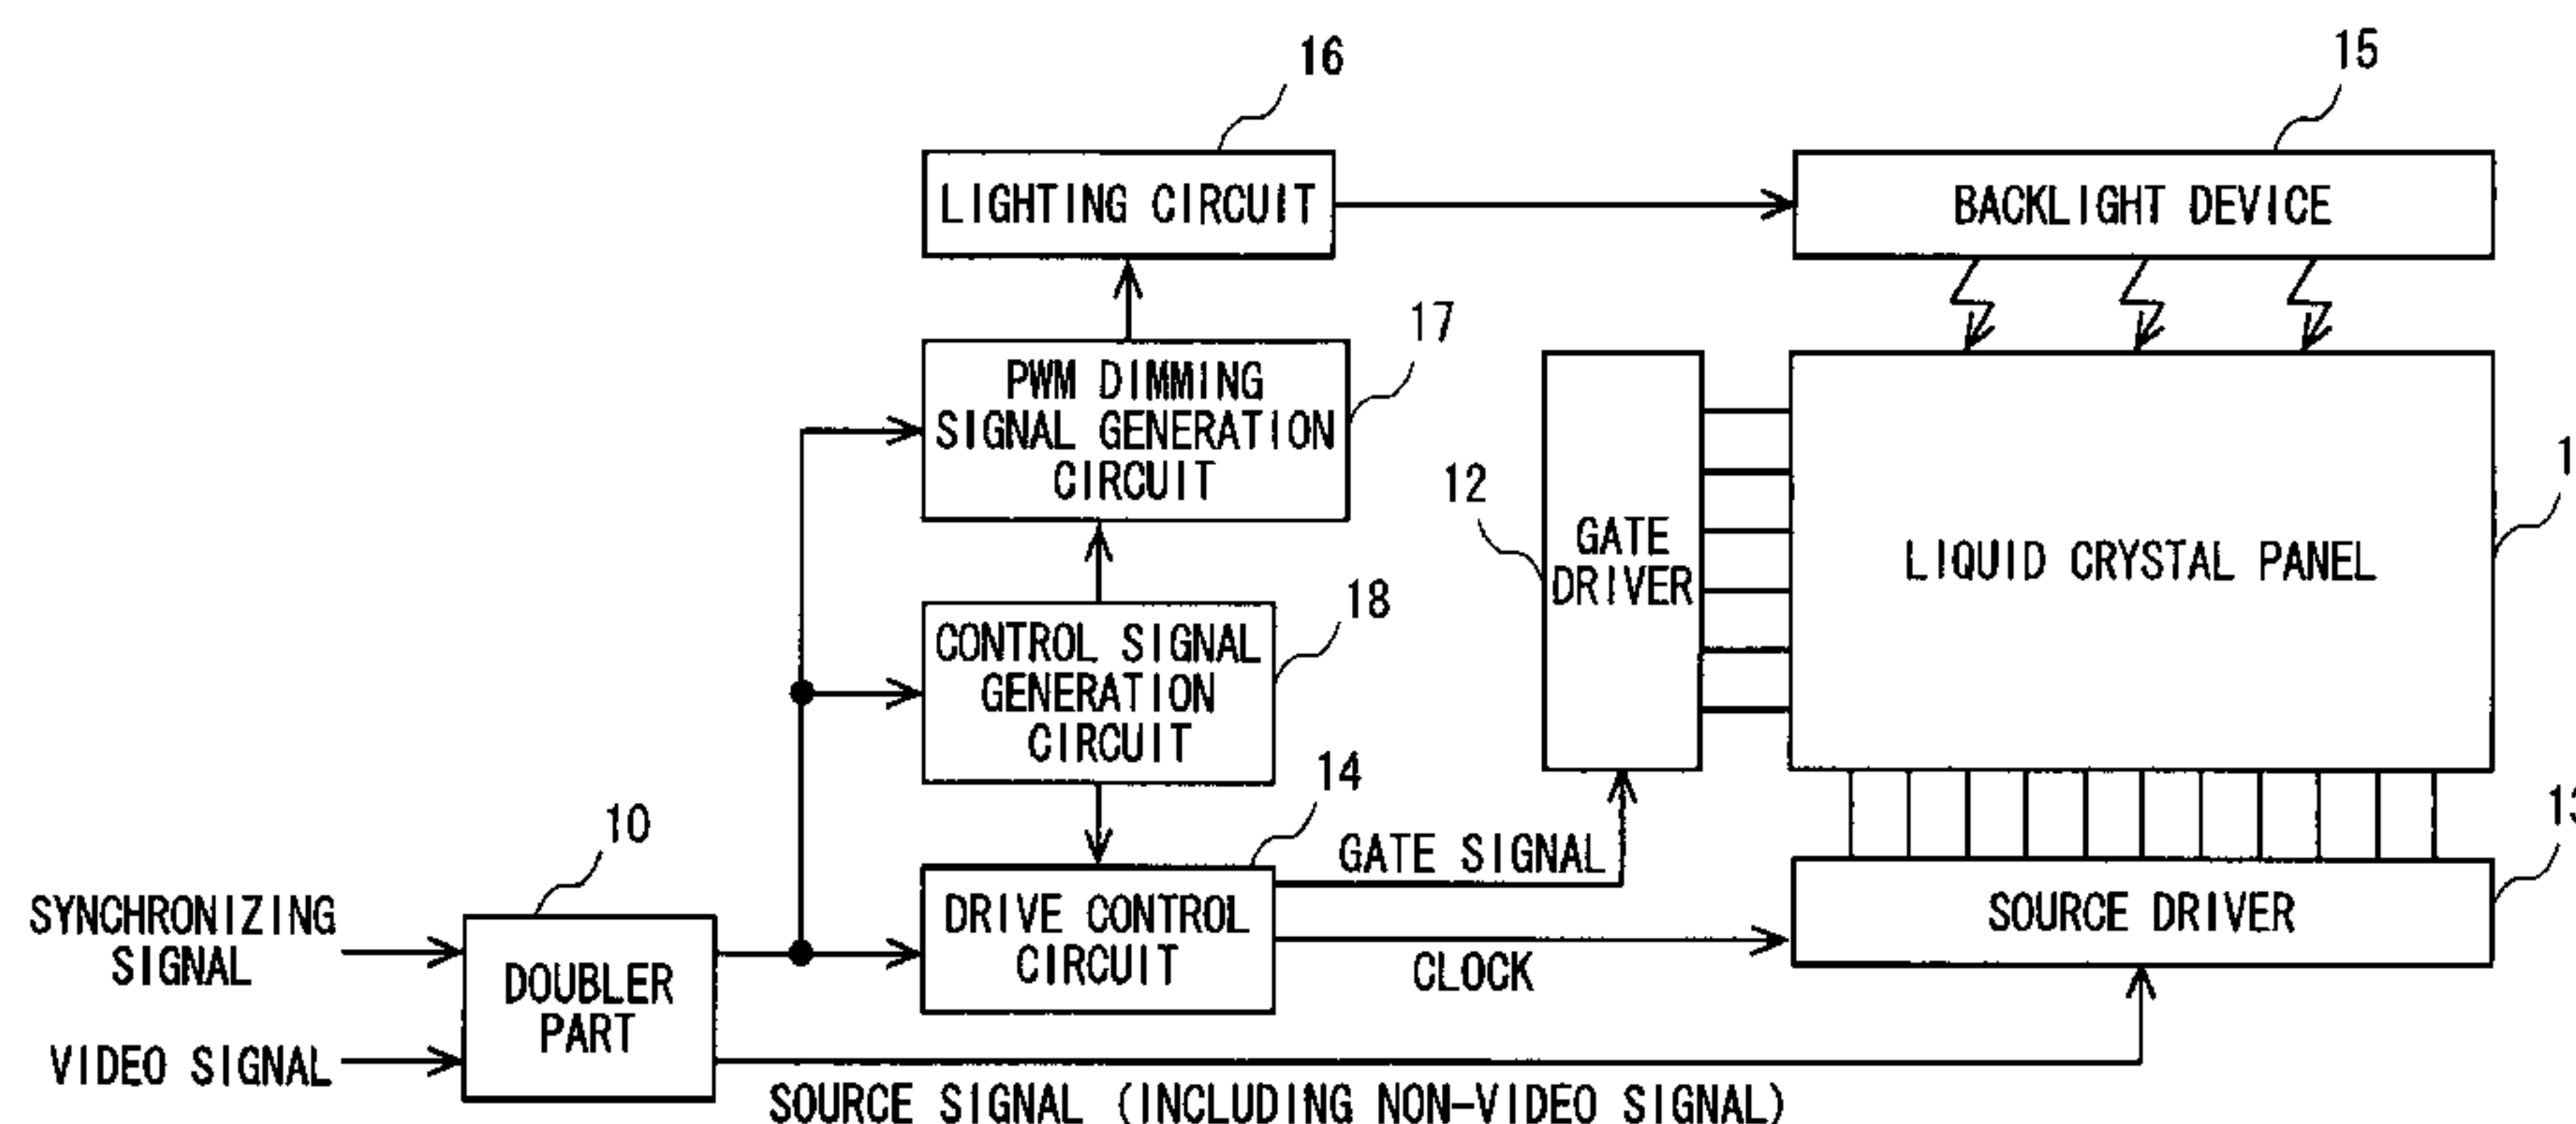 16
15
LIGHTING CIRCUIT
BACKLIGHT DEVICE
17
PWM DIMMING
SIGNAL GENERATION
CIRCUIT
12
GATE
DRIVER
LIQUID CRYSTAL PANEL
18
CONTROL SIGNAL
GENERATION
CIRCUIT
14
10
GATE SIGNAL
SYNCHRONIZING
SIGNAL
DRIVE CONTROL
CIRCUIT
SOURCE DRIVER
CLOCK
DOUBLER
PART
VIDEO SIGNAL
SOURCE SIGNAL (INCLUDING NON-VIDEO SIGNAL)